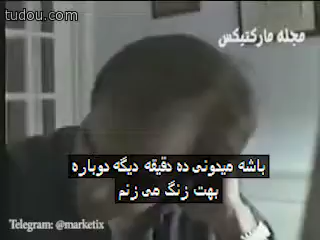 tudou.com
مجله مارکتیکس
باشه میدونی ده دقیقه دیگه دوباره
بهت زنگ می زنم
Telegram: @marketix